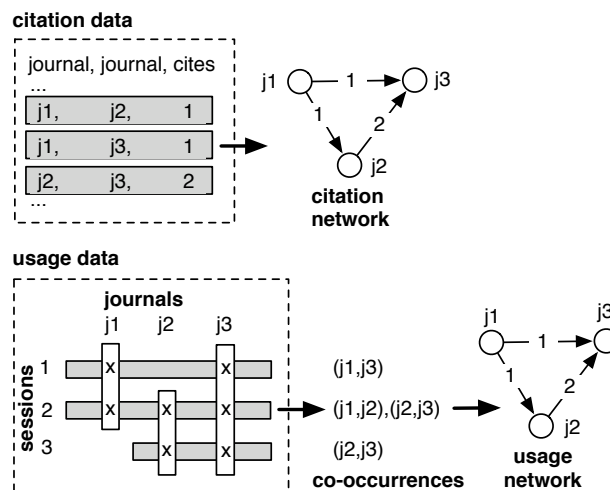 citation data
journal, journal, cites
...
j1, j2, 1
j1, j3, 1
j2, j3, 2
...
j1 1 j3
1 2
j2
citation
network
usage data
journals
j1 j2 j3
sessions
1 x x
2 x x x
3 x x
(j1,j3)
(j1,j2),(j2,j3)
(j2,j3)
co-occurrences
j1 j3
1
1 2
j2
usage
network